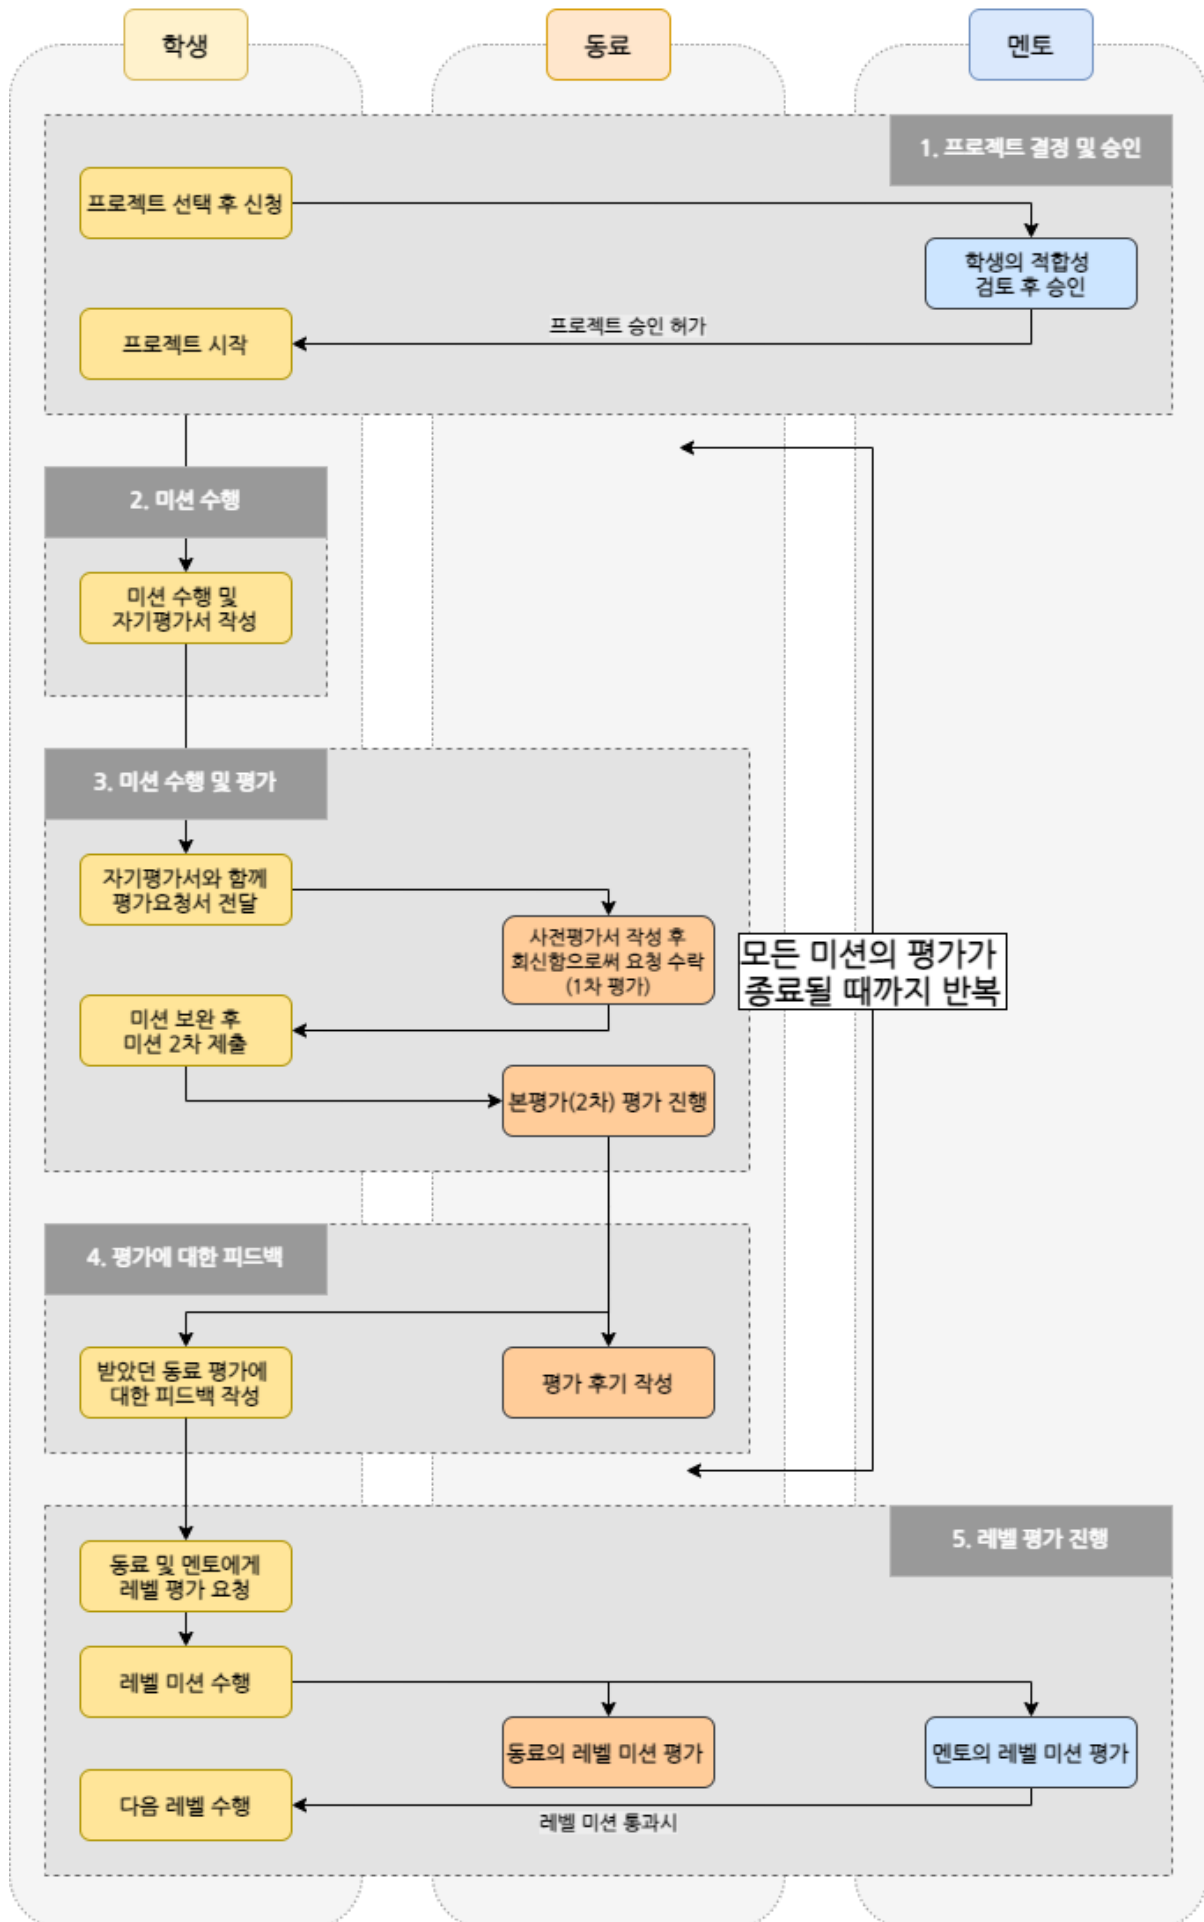 학생
동료
멘토
1. 프로젝트 결정 및 승인
프로젝트 선택 후 신청
학생의 적합성
검토 후 승인
프로젝트 승인 허가
프로젝트 시작
2. 미션 수행
미션 수행 및
자기평가서 작성
3. 미션 수행 및 평가
자기평가서와 함께
평가요청서 전달
사전평가서 작성 후
회신함으로써 요청 수락
(1차 평가)
모든 미션의 평가가
종료될 때까지 반복
미션 보완 후
미션 2차 제출
본평가(2차) 평가 진행
4. 평가에 대한 피드백
받았던 동료 평가에
대한 피드백 작성
평가 후기 작성
5. 레벨 평가 진행
동료 및 멘토에게
레벨 평가 요청
레벨 미션 수행
동료의 레벨 미션 평가
멘토의 레벨 미션 평가
다음 레벨 수행
레벨 미션 통과시